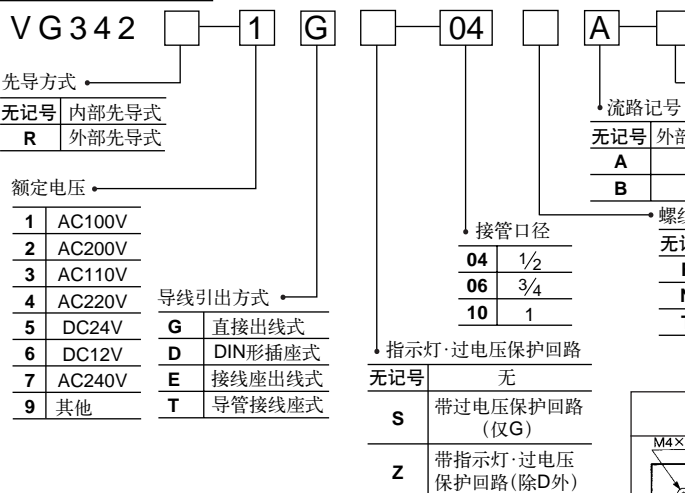 VG342 □-1 G □-04 □ A-□
先导方式
无记号 内部先导式
R 外部先导式
额定电压
1 AC100V
2 AC200V
3 AC110V
4 AC220V
5 DC24V
6 DC12V
7 AC240V
9 其他
导线引出方式
G 直接出线式
D DIN形插座式
E 接线座出线式
T 导管接线座式
接管口径
04 1/2
06 3/4
10 1
指示灯·过电压保护回路
无记号 无
S 带过电压保护回路
(仅G)
Z 带指示灯·过电压
保护回路(除D外)
流路记号
无记号 外
A
B
无
M4×